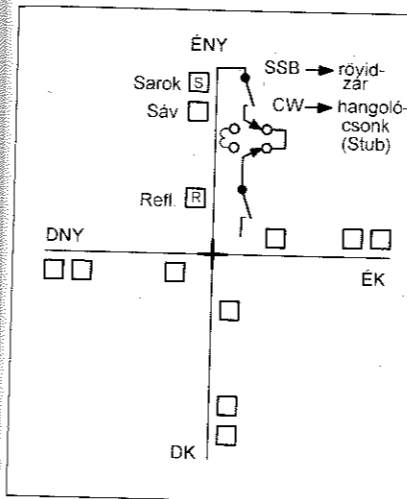 ÉNY
SSB → rövid-
zár
Sarok S
Sáv
CW → hangoló-
csonk
(Stub)
Refl. R
DNY
ÉK
DK